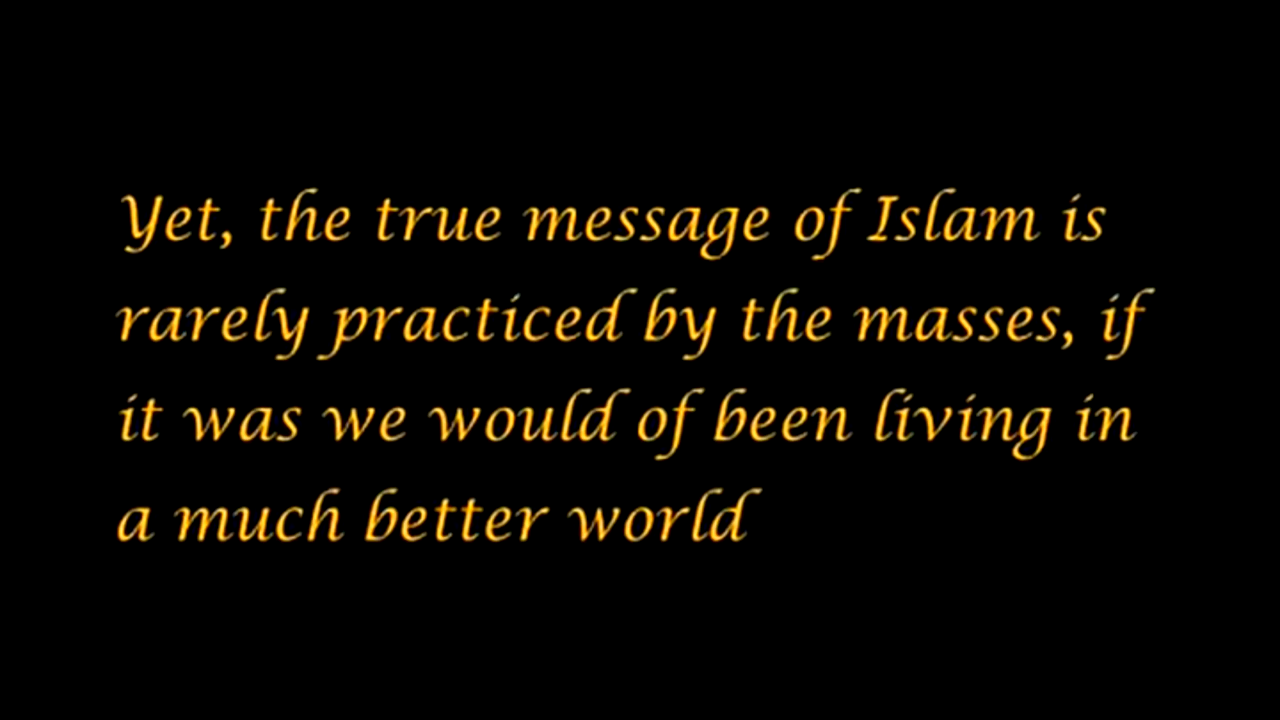 Yet, the true message of Islam is
rarely practiced by the masses, if
it was we would of been living in
a much better world